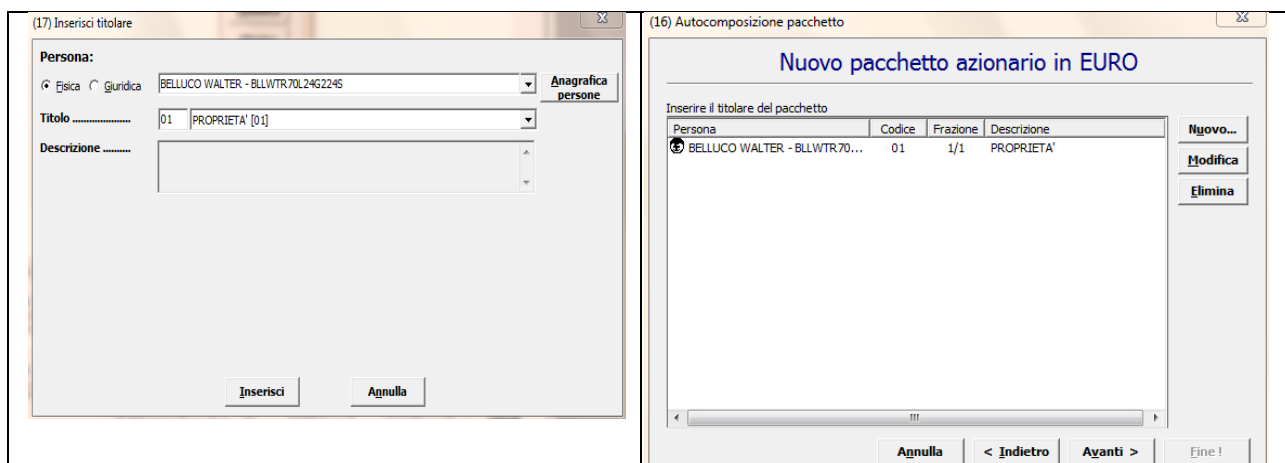 (17) Inserisci titolare
Persona:
Fisica Giuridica BELLUCO WALTER - BLLWTR70L24G224S Anagrafica persone
Titolo ..................... 01 PROPRIETA' [01]
Descrizione ..........
Inserisci Annulla
(16) Autocomposizione pacchetto
Nuovo pacchetto azionario in EURO
Inserire il titolare del pacchetto
Persona Codice Frazione Descrizione
BELLUCO WALTER - BLLWTR70... 01 1/1 PROPRIETA'
Nuovo...
Modifica
Elimina
Annulla < Indietro Avanti > Fine !